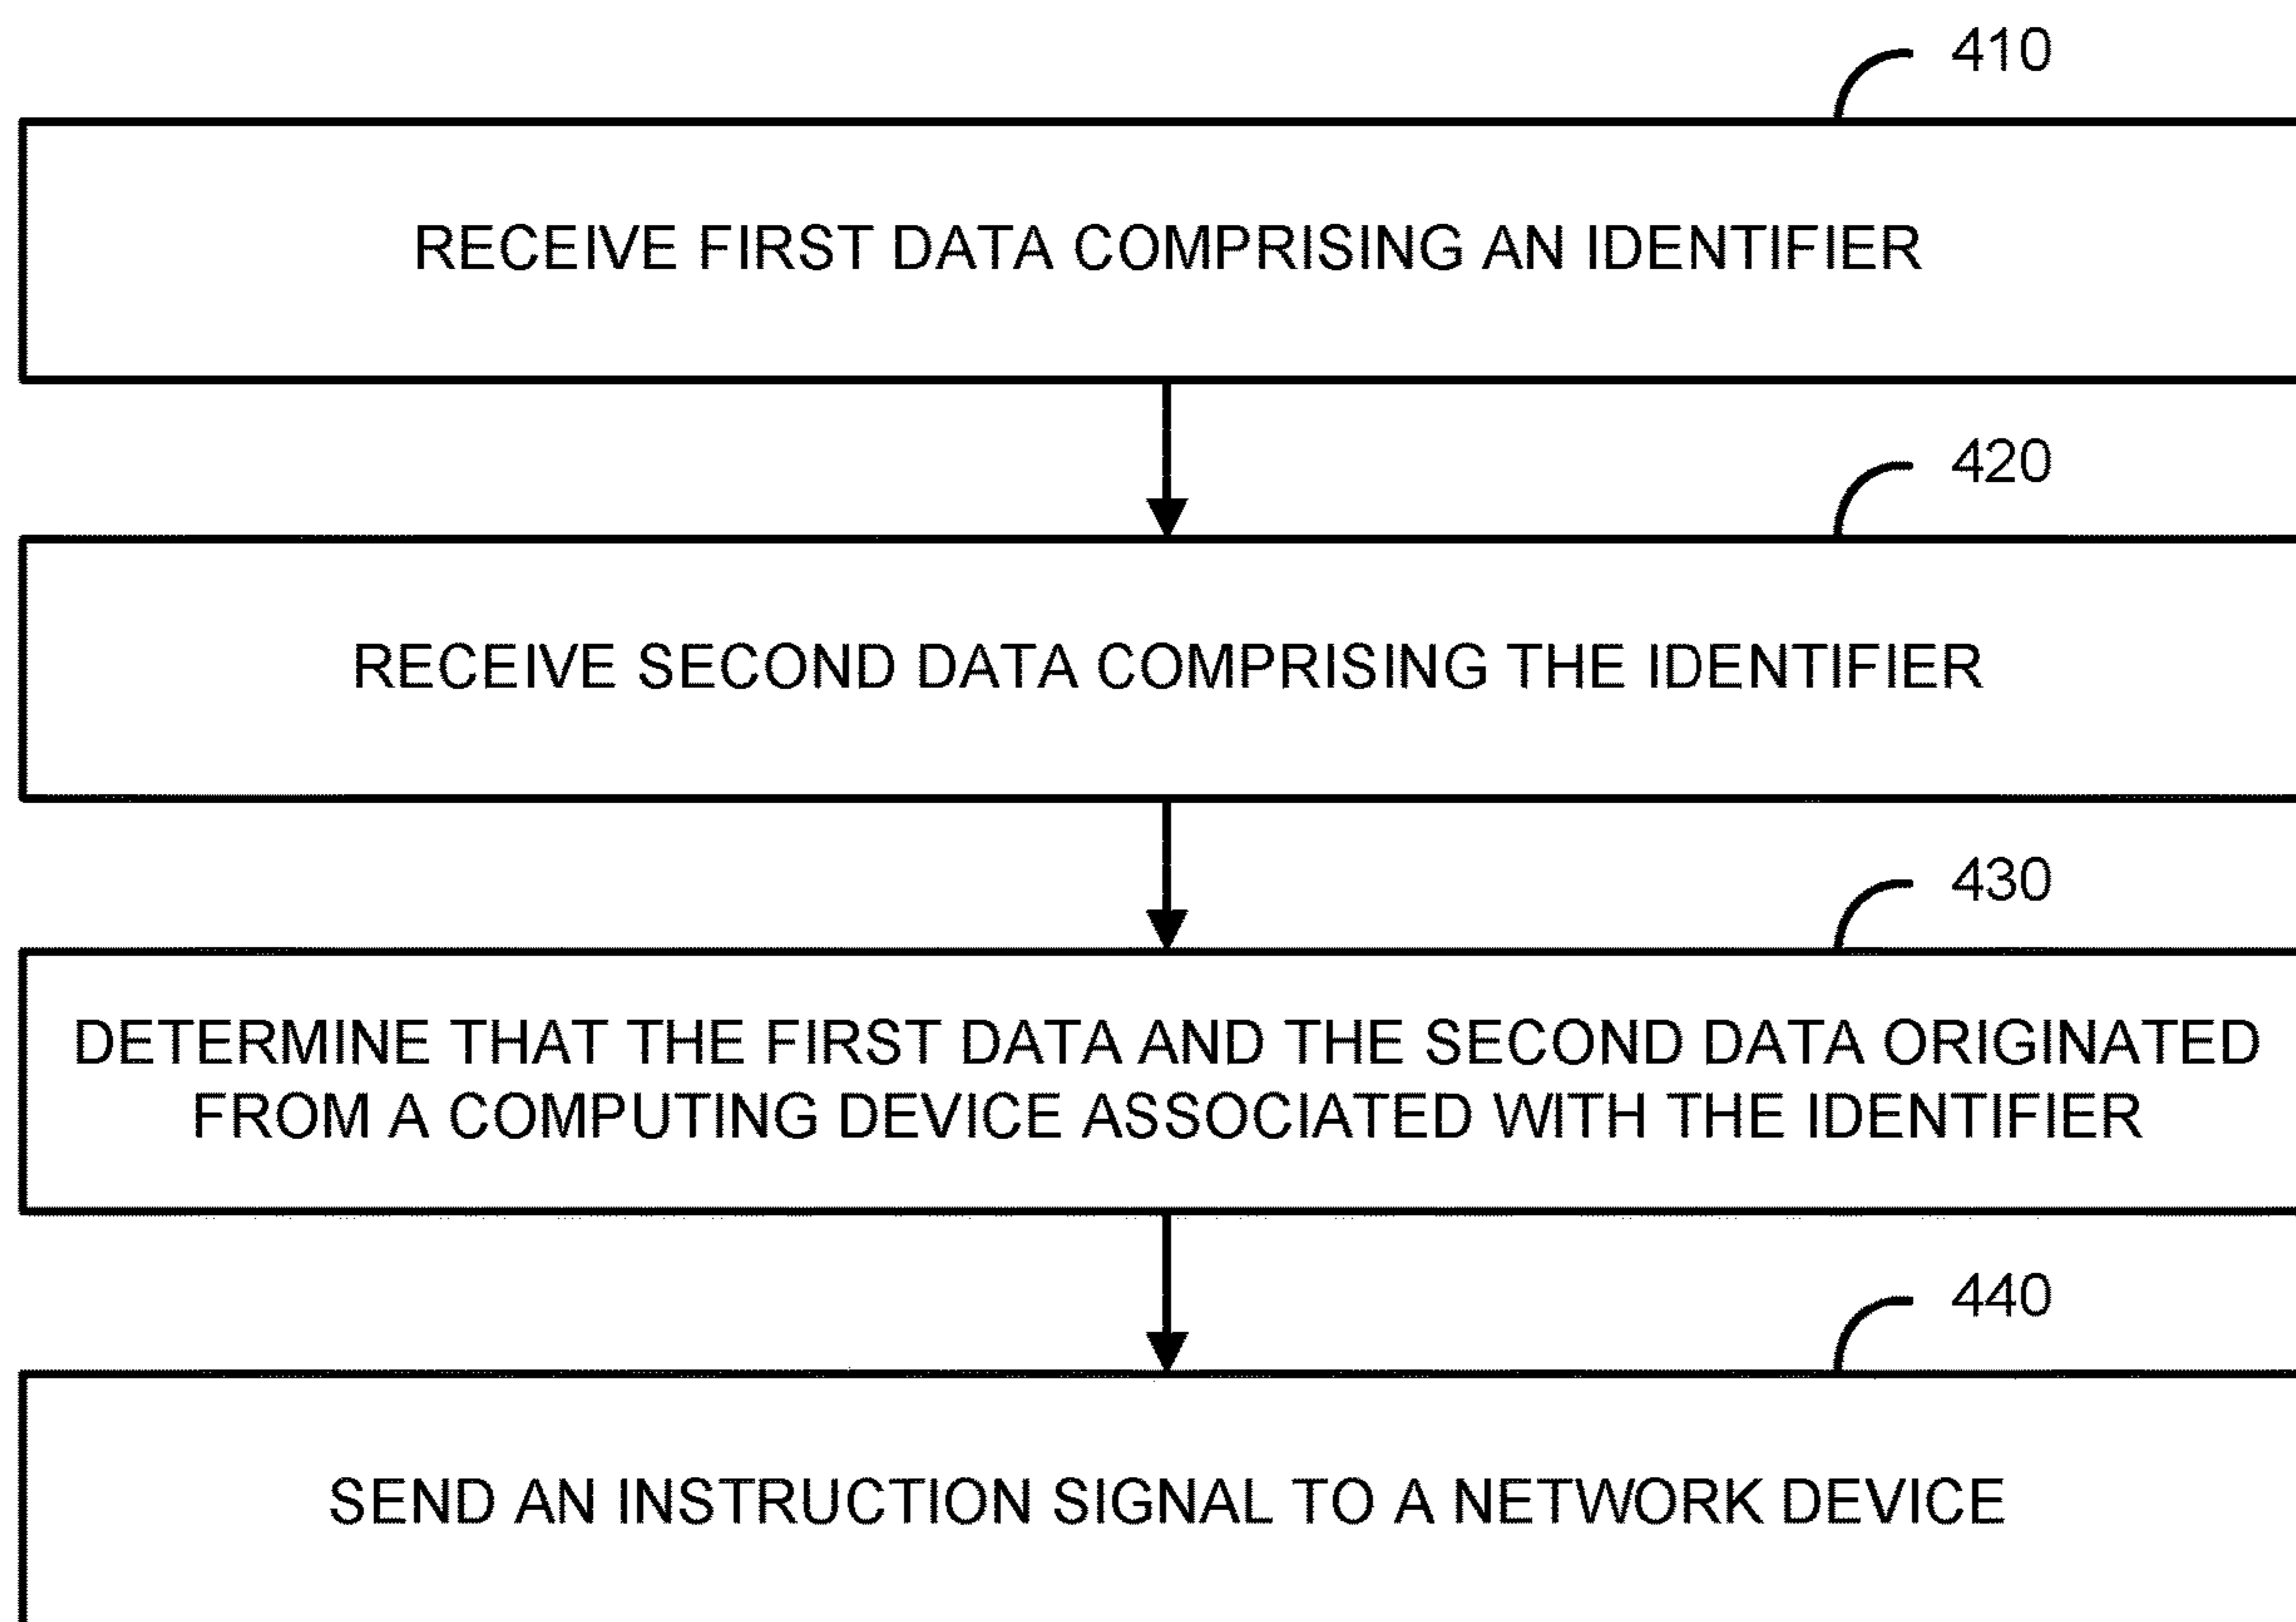 410
RECEIVE FIRST DATA COMPRISING AN IDENTIFIER
420
RECEIVE SECOND DATA COMPRISING THE IDENTIFIER
430
DETERMINE THAT THE FIRST DATA AND THE SECOND DATA ORIGINATED
FROM A COMPUTING DEVICE ASSOCIATED WITH THE IDENTIFIER
440
SEND AN INSTRUCTION SIGNAL TO A NETWORK DEVICE